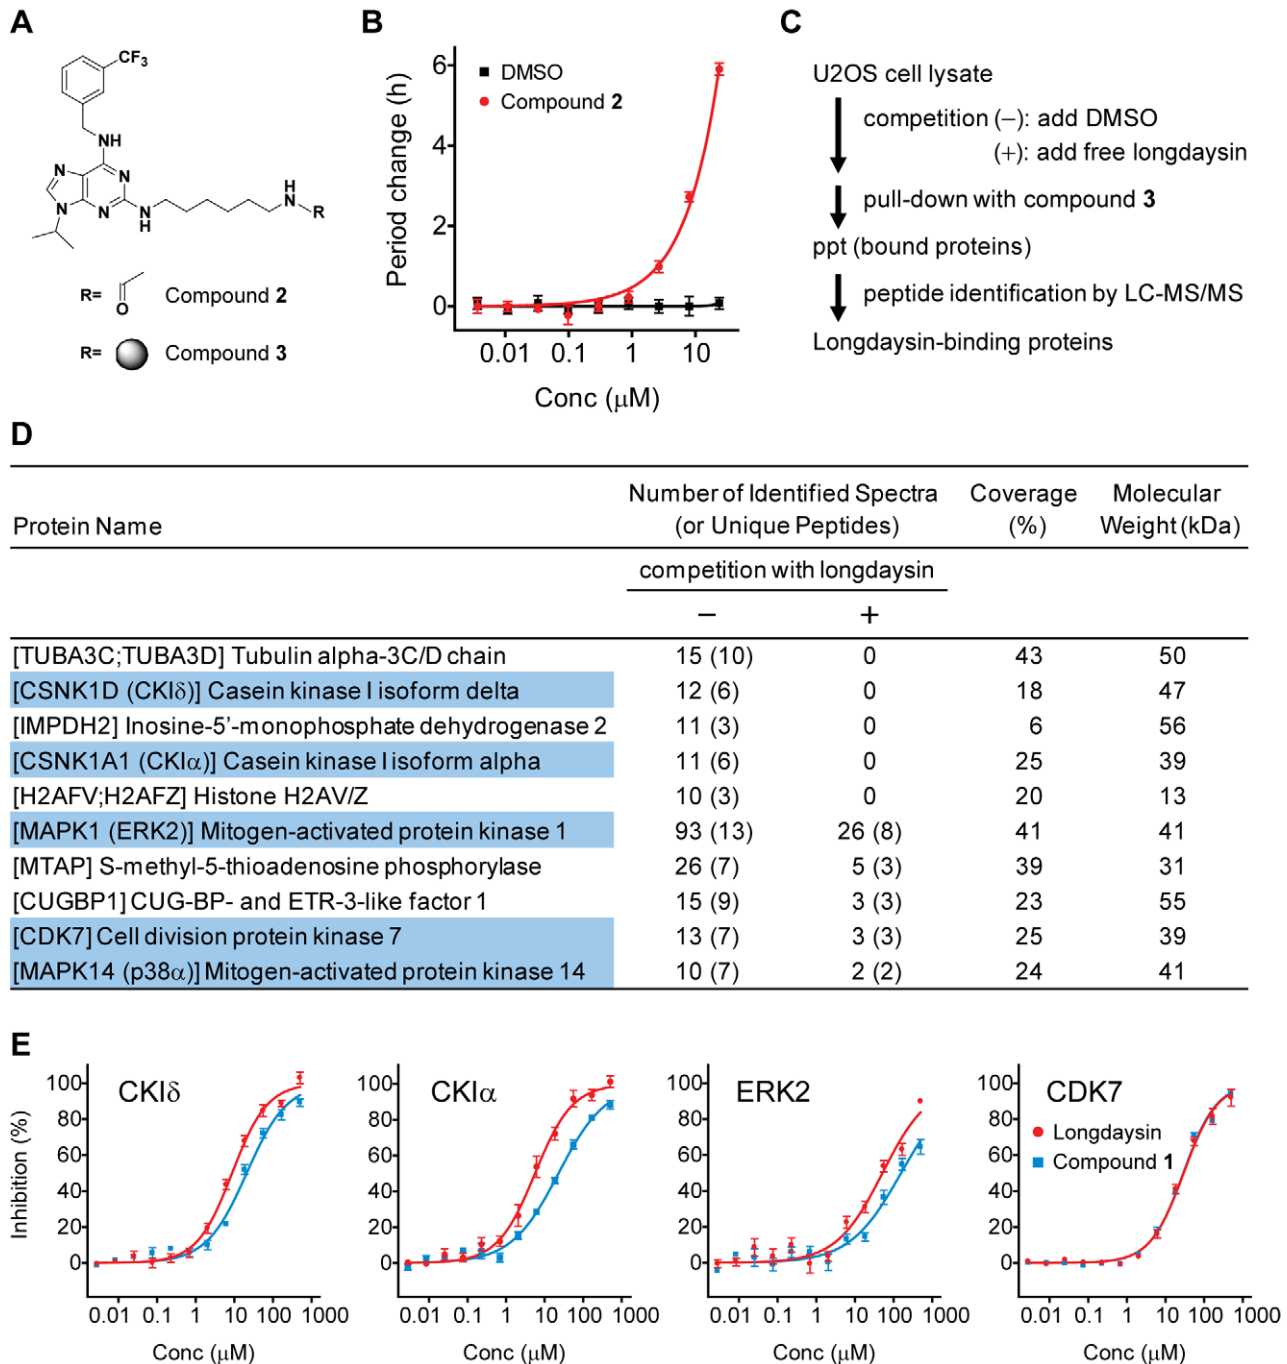 A
CF3
NH
N
N
N
N
N
H
H
N
R
R=
O
Compound 2
R=
Compound 3
B
Period change (h)
6
4
2
0
DMSO
Compound 2
0.01 0.1 1 10
Conc (μM)
C
U2OS cell lysate
competition (−): add DMSO
(+): add free longdaysin
pull-down with compound 3
ppt (bound proteins)
peptide identification by LC-MS/MS
Longdaysin-binding proteins
D
Protein Name Number of Identified Spectra (or Unique Peptides) Coverage (%) Molecular Weight (kDa)
competition with longdaysin
− +
[TUBA3C;TUBA3D] Tubulin alpha-3C/D chain 15 (10) 0 43 50
[CSNK1D (CKIδ)] Casein kinase I isoform delta 12 (6) 0 18 47
[IMPDH2] Inosine-5'-monophosphate dehydrogenase 2 11 (3) 0 6 56
[CSNK1A1 (CKIα)] Casein kinase I isoform alpha 11 (6) 0 25 39
[H2AFV;H2AFZ] Histone H2AV/Z 10 (3) 0 20 13
[MAPK1 (ERK2)] Mitogen-activated protein kinase 1 93 (13) 26 (8) 41 41
[MTAP] S-methyl-5-thioadenosine phosphorylase 26 (7) 5 (3) 39 31
[CUGBP1] CUG-BP- and ETR-3-like factor 1 15 (9) 3 (3) 23 55
[CDK7] Cell division protein kinase 7 13 (7) 3 (3) 25 39
[MAPK14 (p38α)] Mitogen-activated protein kinase 14 10 (7) 2 (2) 24 41
E
Inhibition (%)
100
80
60
40
20
0
CKIδ
0.01 0.1 1 10 100 1000
Conc (μM)
100
80
60
40
20
0
CKIα
0.01 0.1 1 10 100 1000
Conc (μM)
100
80
60
40
20
0
ERK2
0.01 0.1 1 10 100 1000
Conc (μM)
100
80
60
40
20
0
CDK7
Longdaysin
Compound 1
0.01 0.1 1 10 100 1000
Conc (μM)